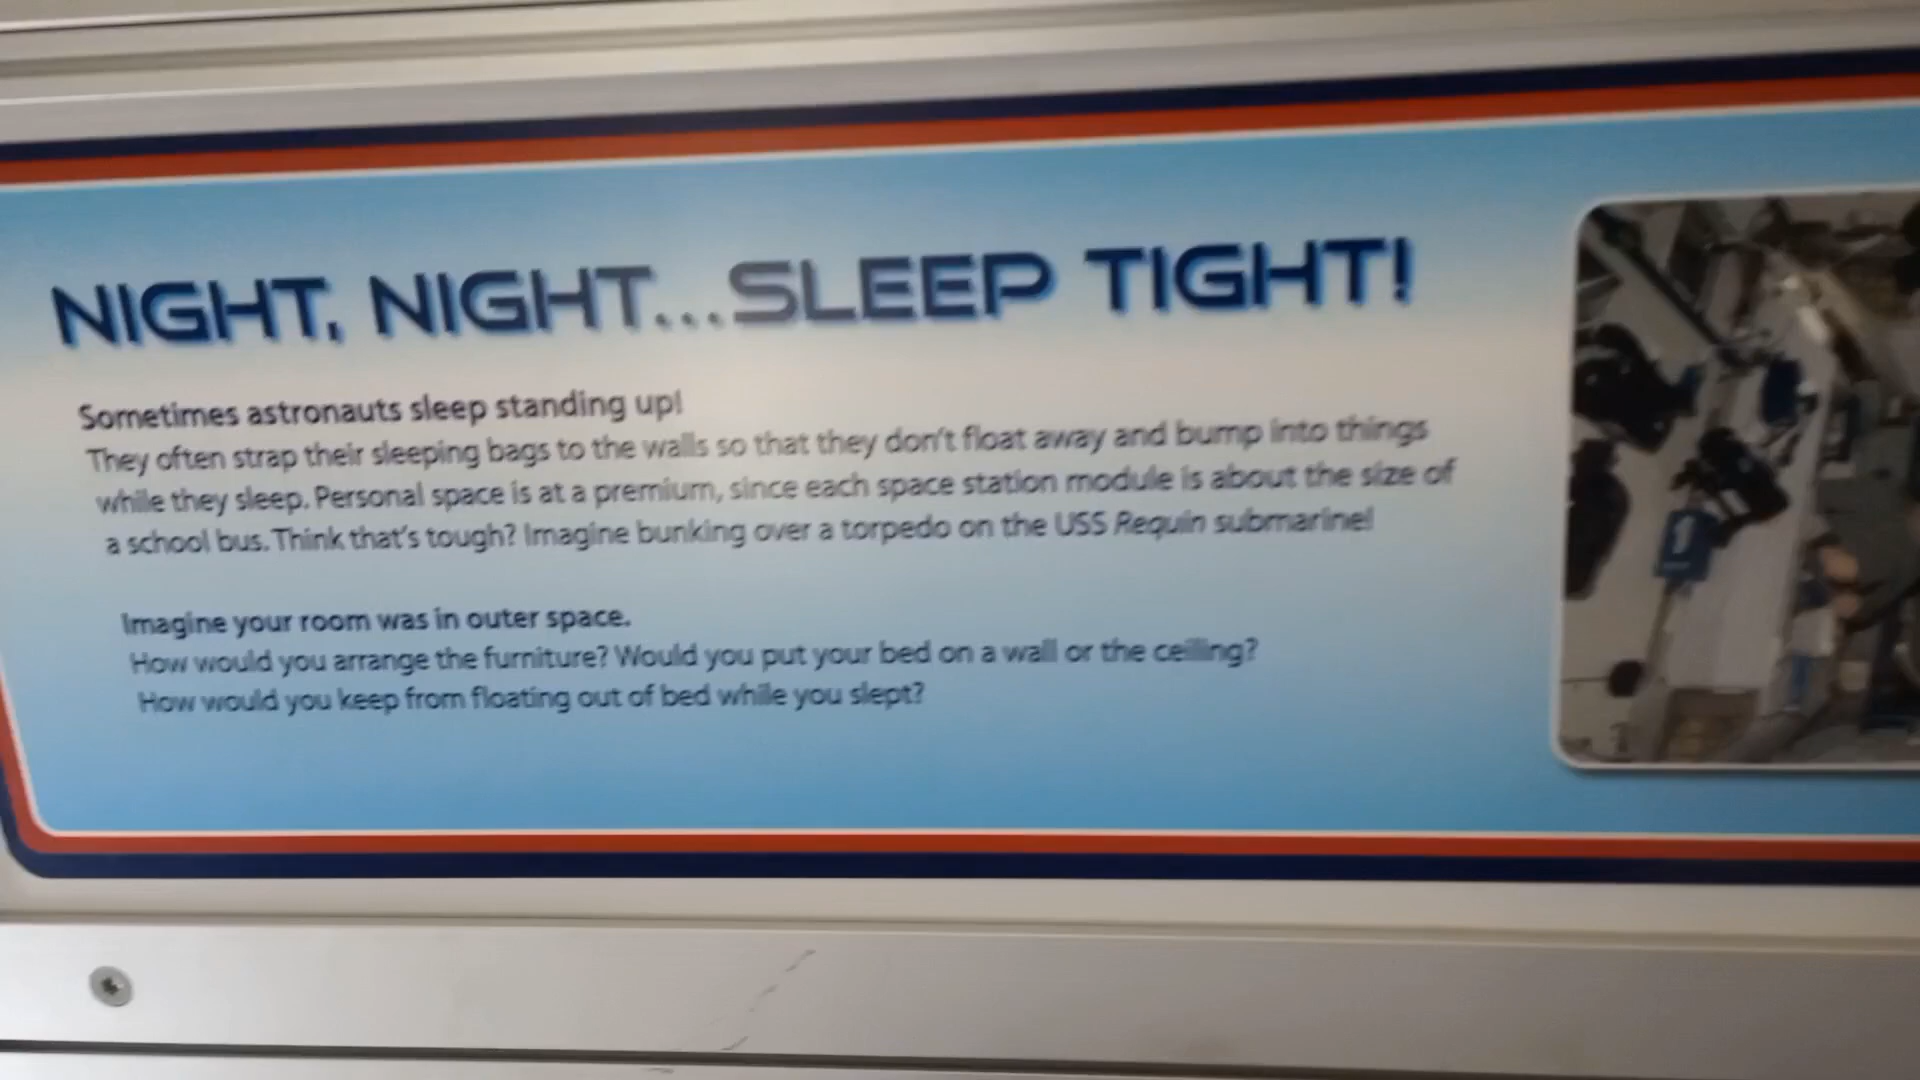 NIGHT, NIGHT...SLEEP TIGHT!
Sometimes astronauts sleep standing up!
They often strap their sleeping bags to the walls so that they don't float away and bump into things
while they sleep. Personal space is at a premium, since each space station module is about the size of
a school bus. Think that's tough? Imagine bunking over a torpedo on the USS Requin submarine!
Imagine your room was in outer space.
How would you arrange the furniture? Would you put your bed on a wall or the ceiling?
How would you keep from floating out of bed while you slept?
1